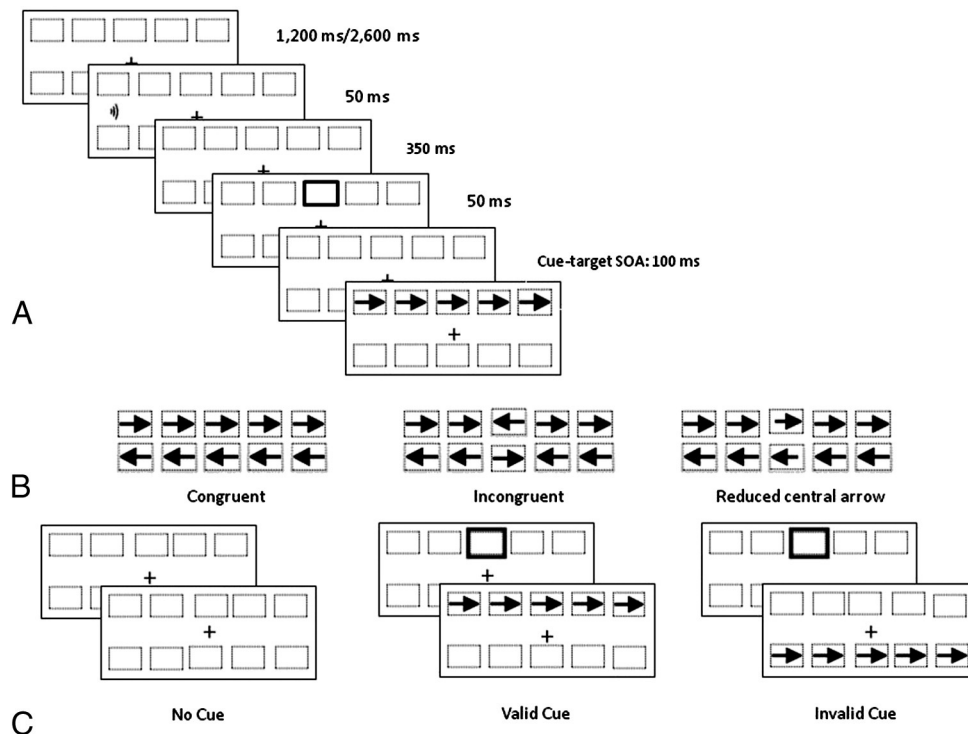 1,200 ms/2,600 ms
50 ms
350 ms
50 ms
Cue-target SOA: 100 ms
A
Congruent
Incongruent
Reduced central arrow
B
No Cue
Valid Cue
Invalid Cue
C